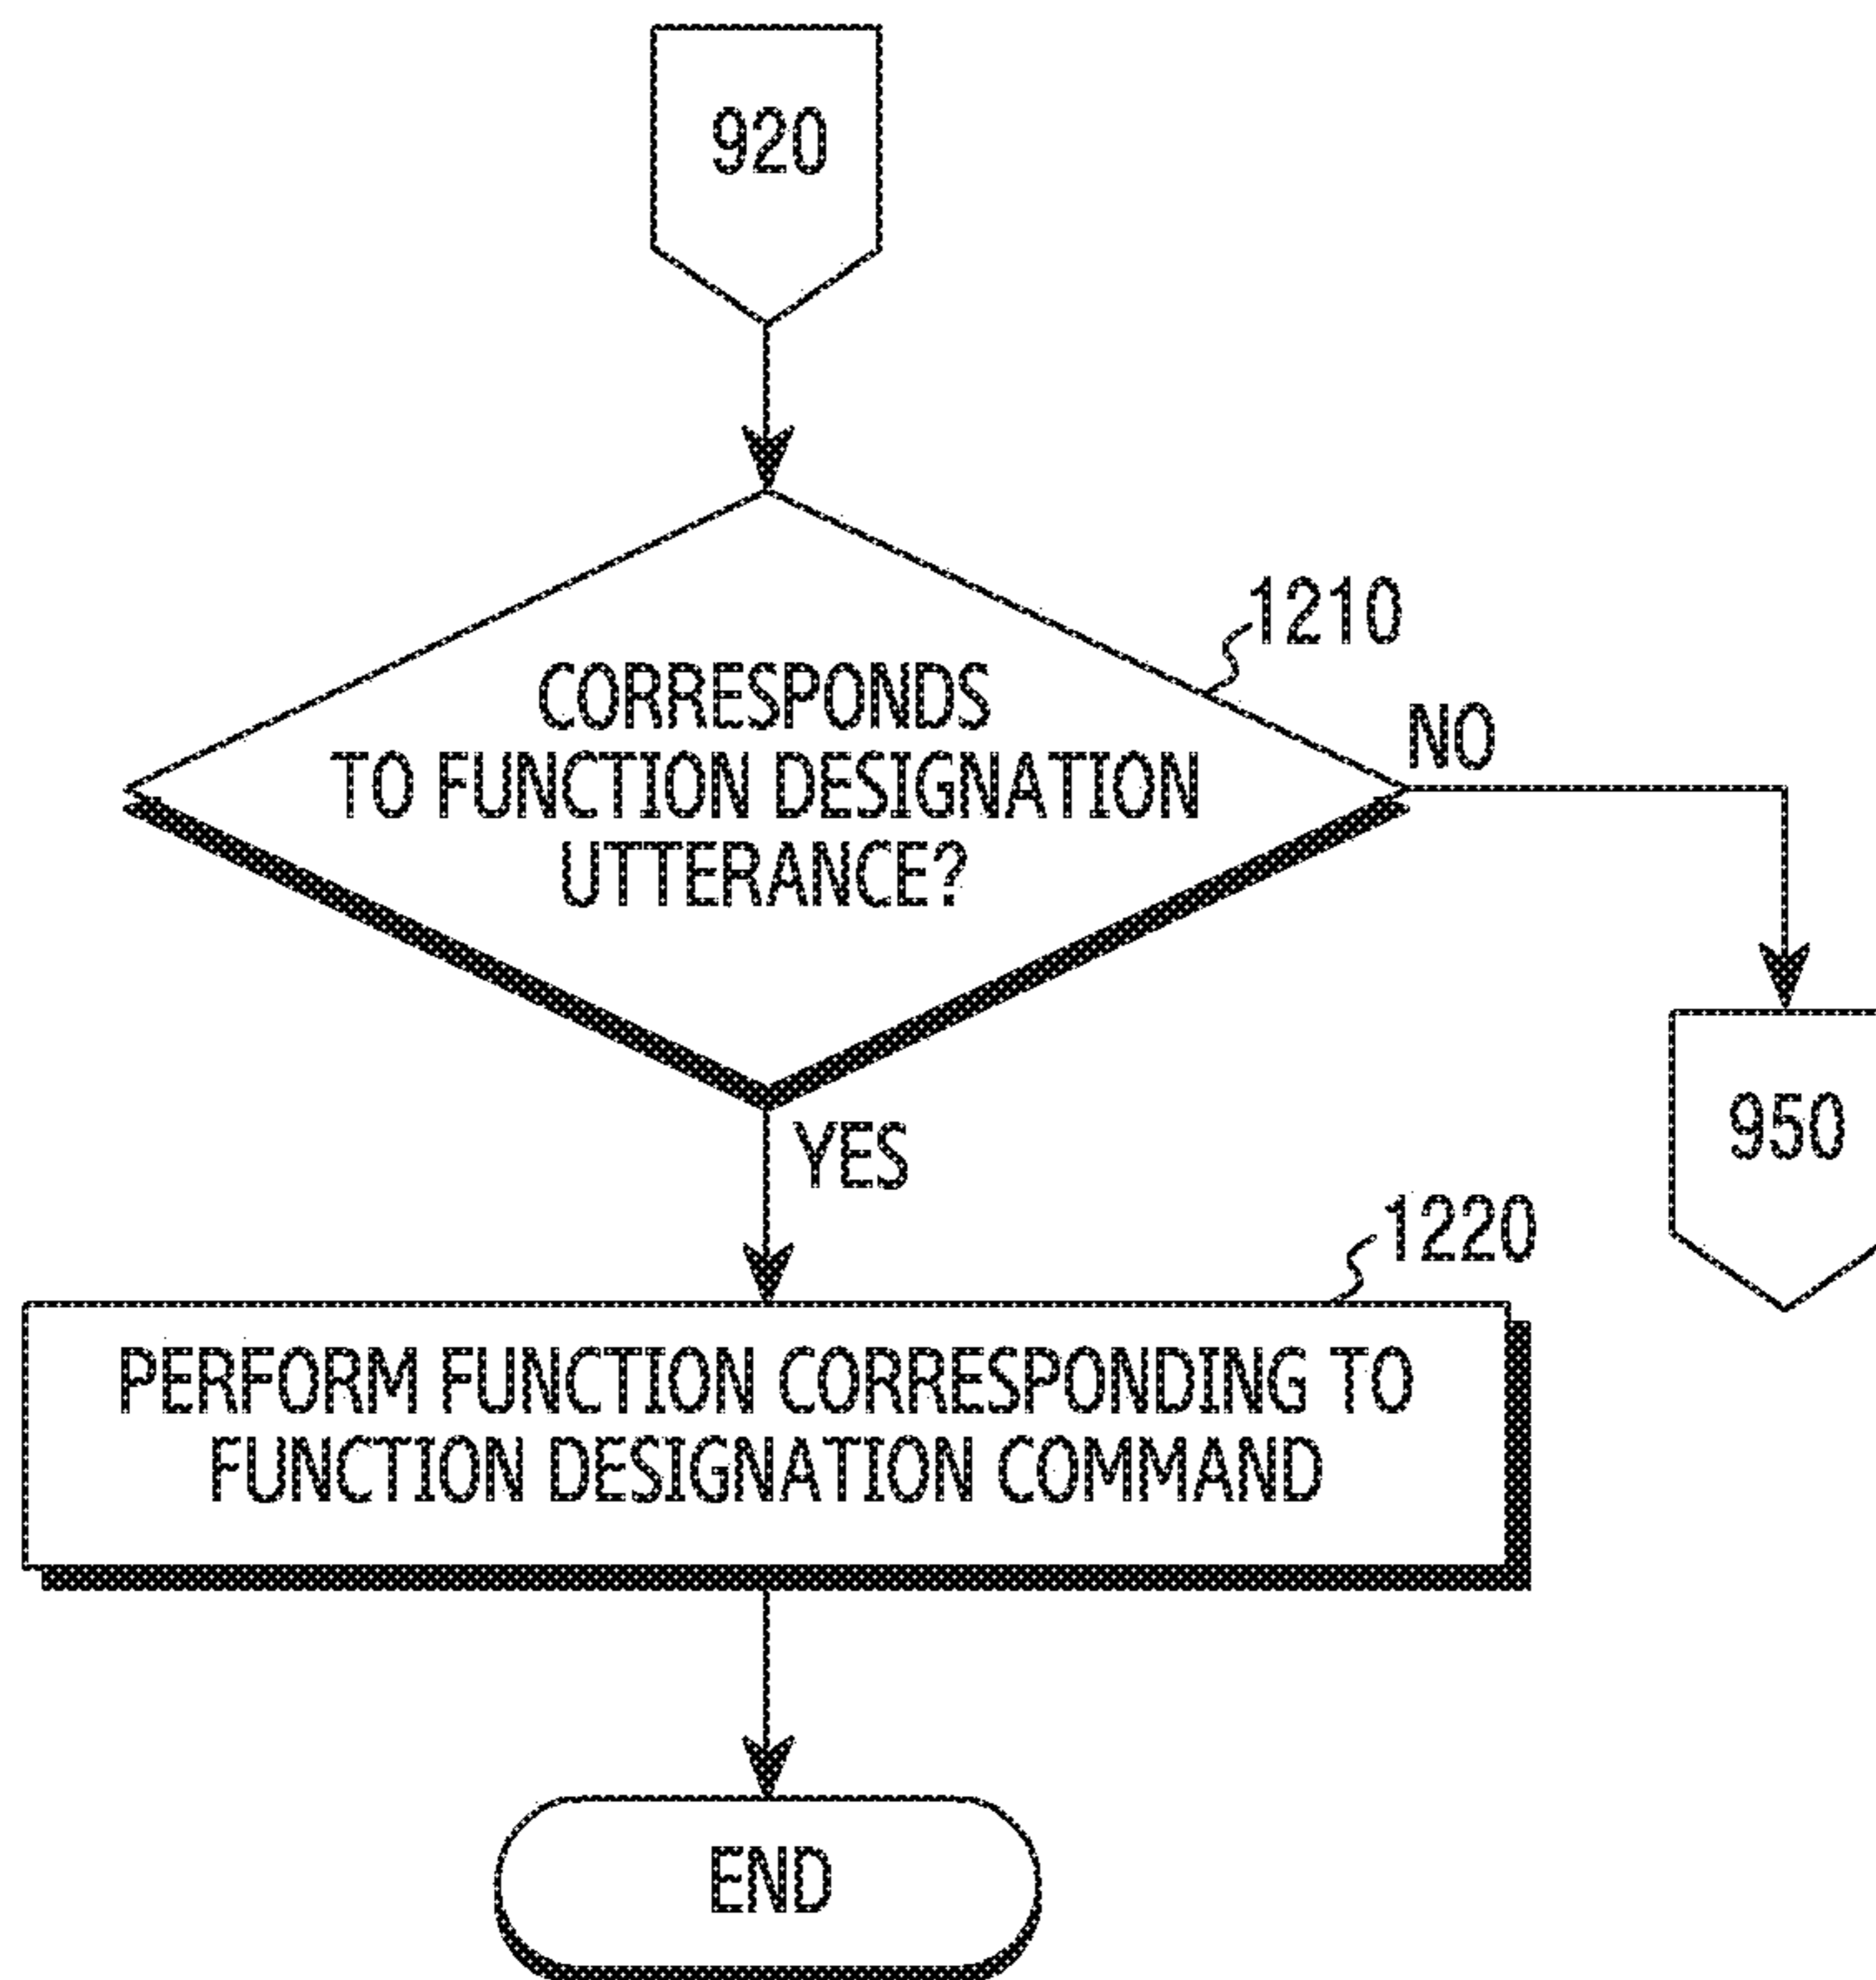 920
1210
CORRESPONDS
TO FUNCTION DESIGNATION
UTTERANCE?
NO
950
YES
1220
PERFORM FUNCTION CORRESPONDING TO
FUNCTION DESIGNATION COMMAND
END